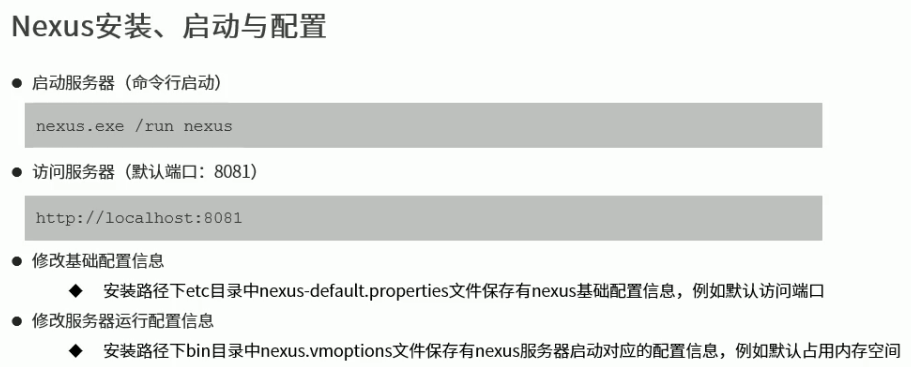 Nexus安装、启动与配置
● 启动服务器（命令行启动）
nexus.exe /run nexus
● 访问服务器（默认端口：8081）
http://localhost:8081
● 修改基础配置信息
◆ 安装路径下etc目录中nexus-default.properties文件保存有nexus基础配置信息，例如默认访问端口
● 修改服务器运行配置信息
◆ 安装路径下bin目录中nexus.vmoptions文件保存有nexus服务器启动对应的配置信息，例如默认占用内存空间